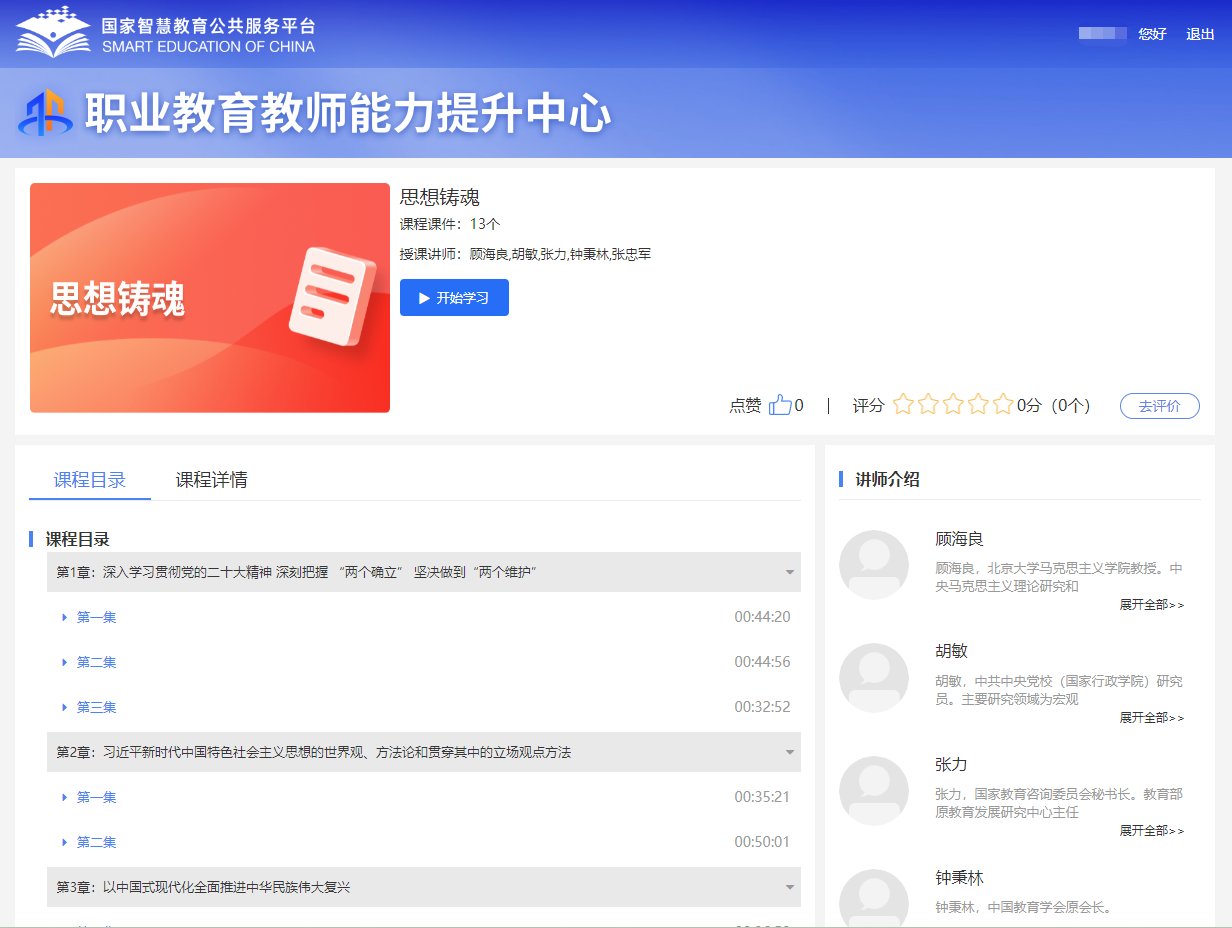 国家智慧教育公共服务平台
SMART EDUCATION OF CHINA
您好 退出
职业教育教师能力提升中心
思想铸魂
思想铸魂
课程课件：13个
授课讲师：顾海良,胡敏,张力,钟秉林,张忠军
开始学习
点赞 0 | 评分 0分（0个） 去评价
课程目录 课程详情
课程目录
第1章：深入学习贯彻党的二十大精神 深刻把握 “两个确立” 坚决做到“两个维护”
第一集 00:44:20
第二集 00:44:56
第三集 00:32:52
第2章：习近平新时代中国特色社会主义思想的世界观、方法论和贯穿其中的立场观点方法
第一集 00:35:21
第二集 00:50:01
第3章：以中国式现代化全面推进中华民族伟大复兴
讲师介绍
顾海良
顾海良，北京大学马克思主义学院教授。中
央马克思主义理论研究和
展开全部>>
胡敏
胡敏，中共中央党校（国家行政学院）研究
员。主要研究领域为宏观
展开全部>>
张力
张力，国家教育咨询委员会秘书长。教育部
原教育发展研究中心主任
展开全部>>
钟秉林
钟秉林，中国教育学会原会长。